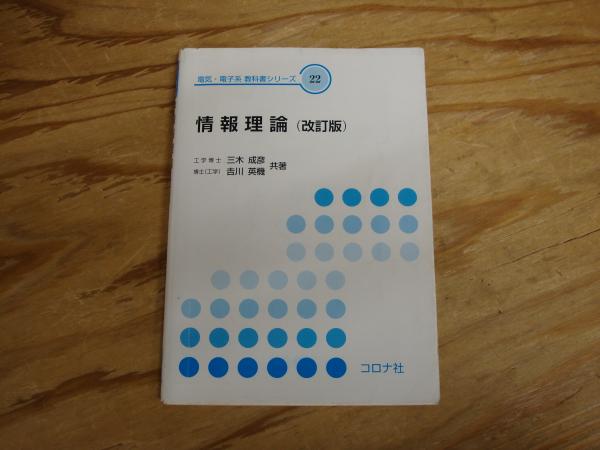 電気・電子系 教科書シリーズ 22
情報理論(改訂版)
工学博士 三木 成彦
博士(工学) 吉川 英機
共著
コロナ社